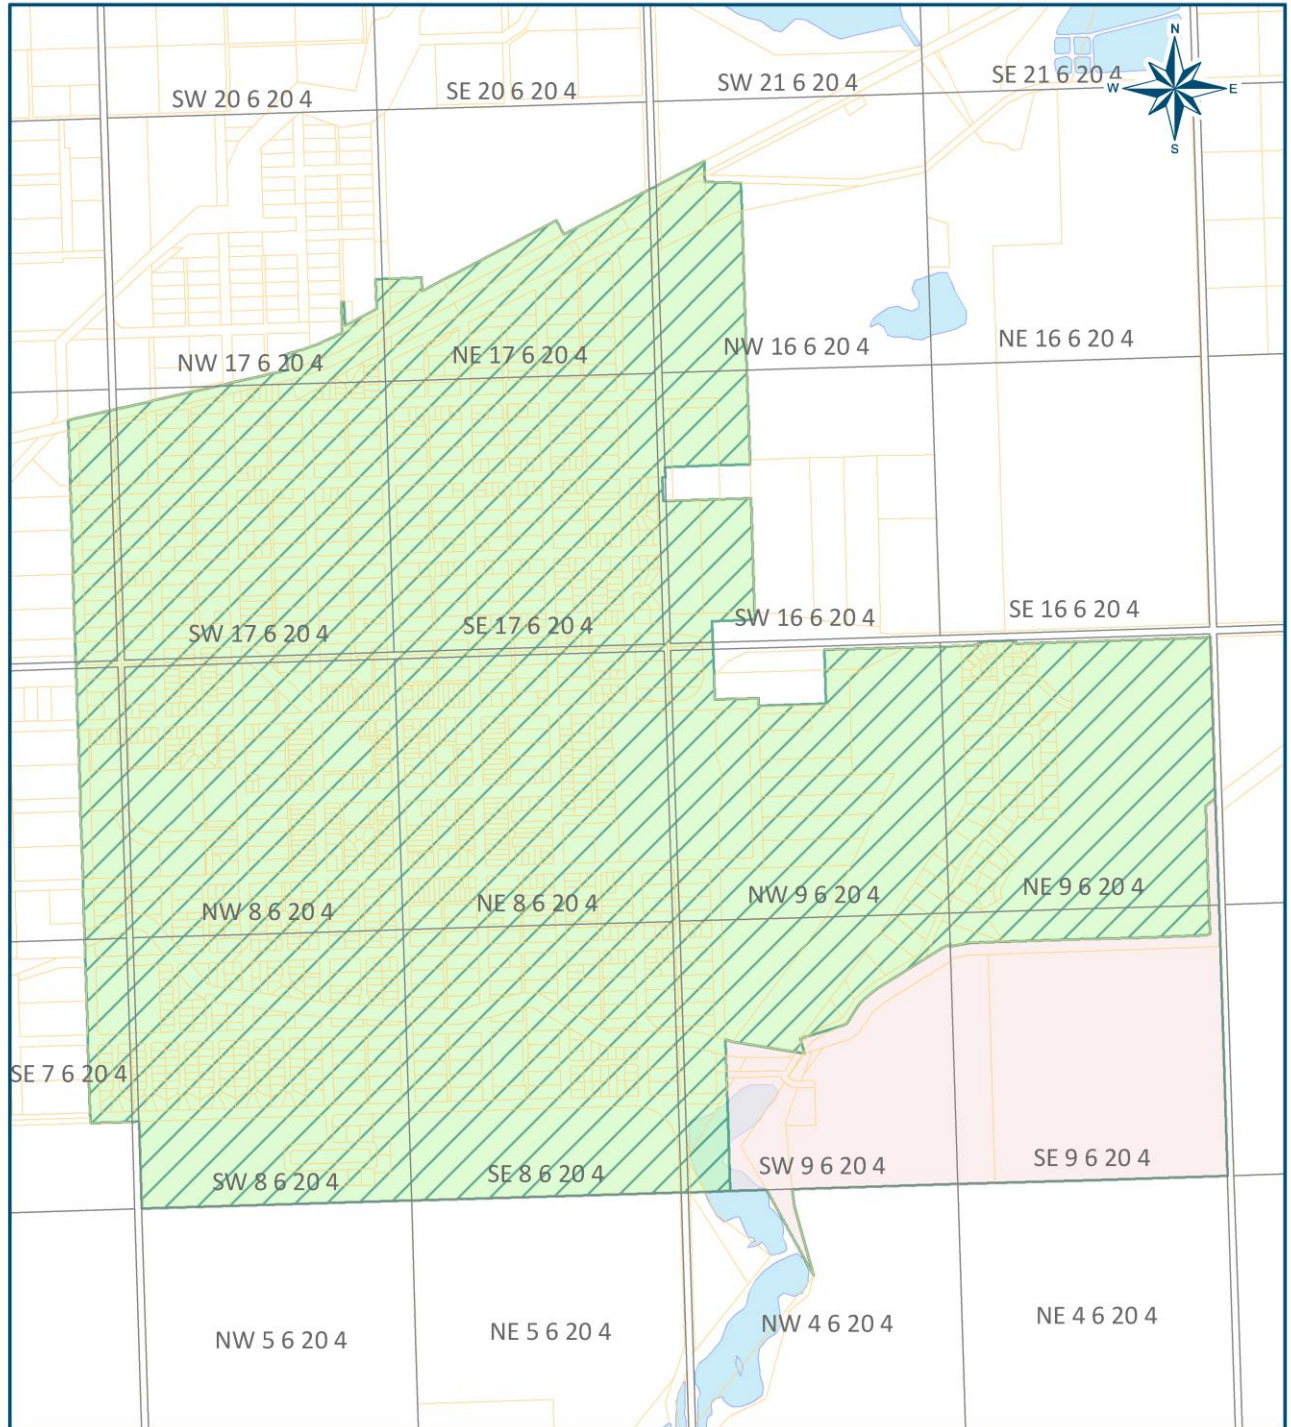 N
W E
S
SW 20 6 20 4
SE 20 6 20 4
SW 21 6 20 4
SE 21 6 20 4
NW 17 6 20 4
NE 17 6 20 4
NW 16 6 20 4
NE 16 6 20 4
SW 17 6 20 4
SE 17 6 20 4
SW 16 6 20 4
SE 16 6 20 4
NW 8 6 20 4
NE 8 6 20 4
NW 9 6 20 4
NE 9 6 20 4
SE 7 6 20 4
SW 8 6 20 4
SE 8 6 20 4
SW 9 6 20 4
SE 9 6 20 4
NW 5 6 20 4
NE 5 6 20 4
NW 4 6 20 4
NE 4 6 20 4